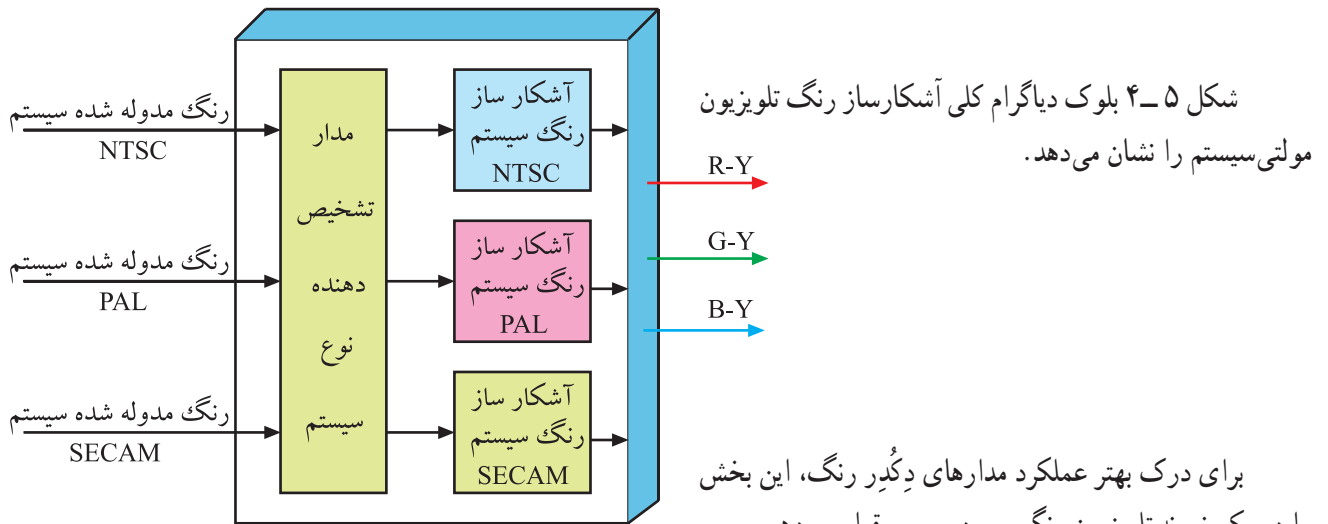 شکل ۵ ــ۴ بلوک دیاگرام کلی آشکارساز رنگ تلویزیون
مولتی‌سیستم را نشان می‌دهد.
رنگ مدوله شده سیستم
NTSC
رنگ مدوله شده سیستم
PAL
رنگ مدوله شده سیستم
SECAM
مدار
تشخیص
دهنده
نوع
سیستم
آشکار ساز
رنگ سیستم
NTSC
آشکار ساز
رنگ سیستم
PAL
آشکار ساز
رنگ سیستم
SECAM
R-Y
G-Y
B-Y
برای درک بهتر عملکرد مدارهای دِکُدِر رنگ، این بخش